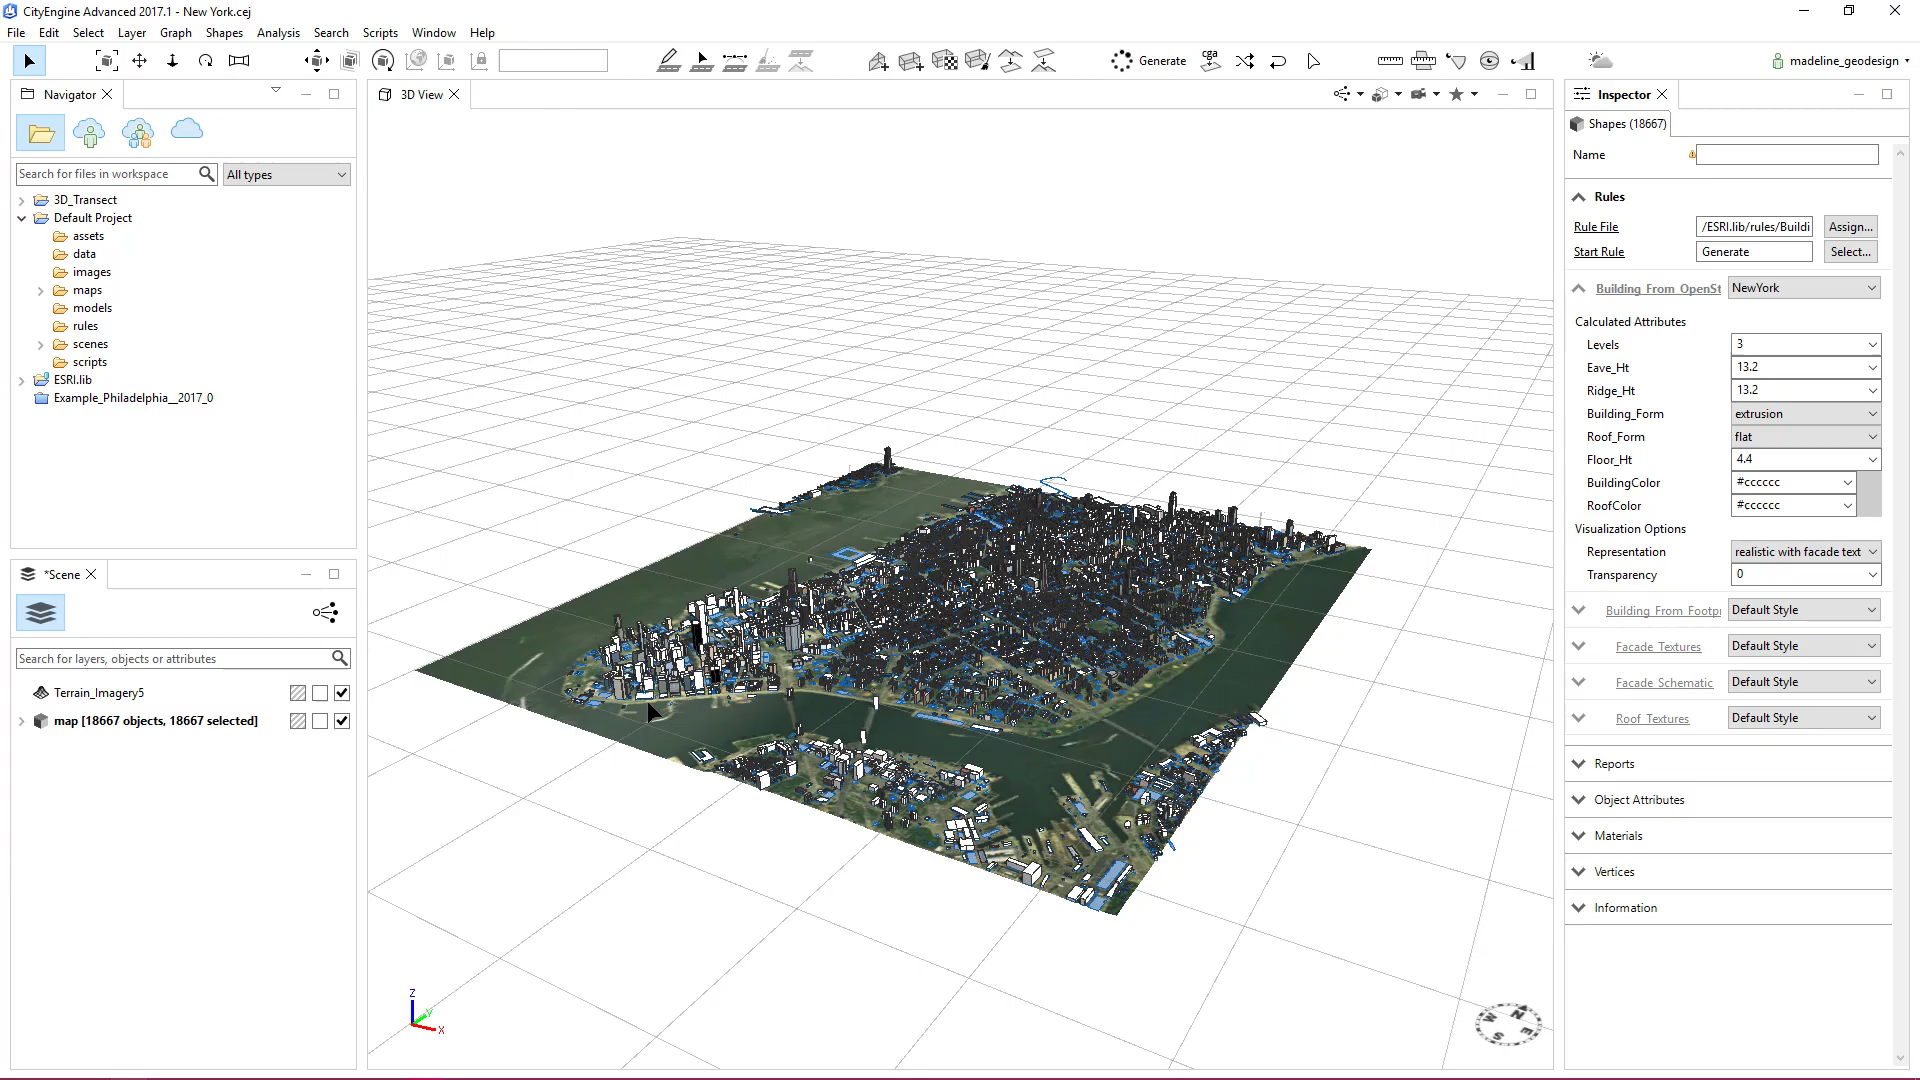 CityEngine Advanced 2017.1 - New York.cej
File Edit Select Layer Graph Shapes Analysis Search Scripts Window Help
Generate
cga
madeline_geodesign
Navigator
Search for files in workspace
All types
3D_Transect
Default Project
assets
data
images
maps
models
rules
scenes
scripts
ESRI.lib
Example_Philadelphia__2017_0
*Scene
Search for layers, objects or attributes
Terrain_Imagery5
map [18667 objects, 18667 selected]
3D View
Z
Y
X
N
E
S
W
Inspector
Shapes (18667)
Name
Rules
Rule File /ESRI.lib/rules/Buildi Assign...
Start Rule Generate Select...
Building From OpenSt NewYork
Calculated Attributes
Levels 3
Eave_Ht 13.2
Ridge_Ht 13.2
Building_Form extrusion
Roof_Form flat
Floor_Ht 4.4
BuildingColor #cccccc
RoofColor #cccccc
Visualization Options
Representation realistic with facade text
Transparency 0
Building From Footp Default Style
Facade Textures Default Style
Facade Schematic Default Style
Roof Textures Default Style
Reports
Object Attributes
Materials
Vertices
Information